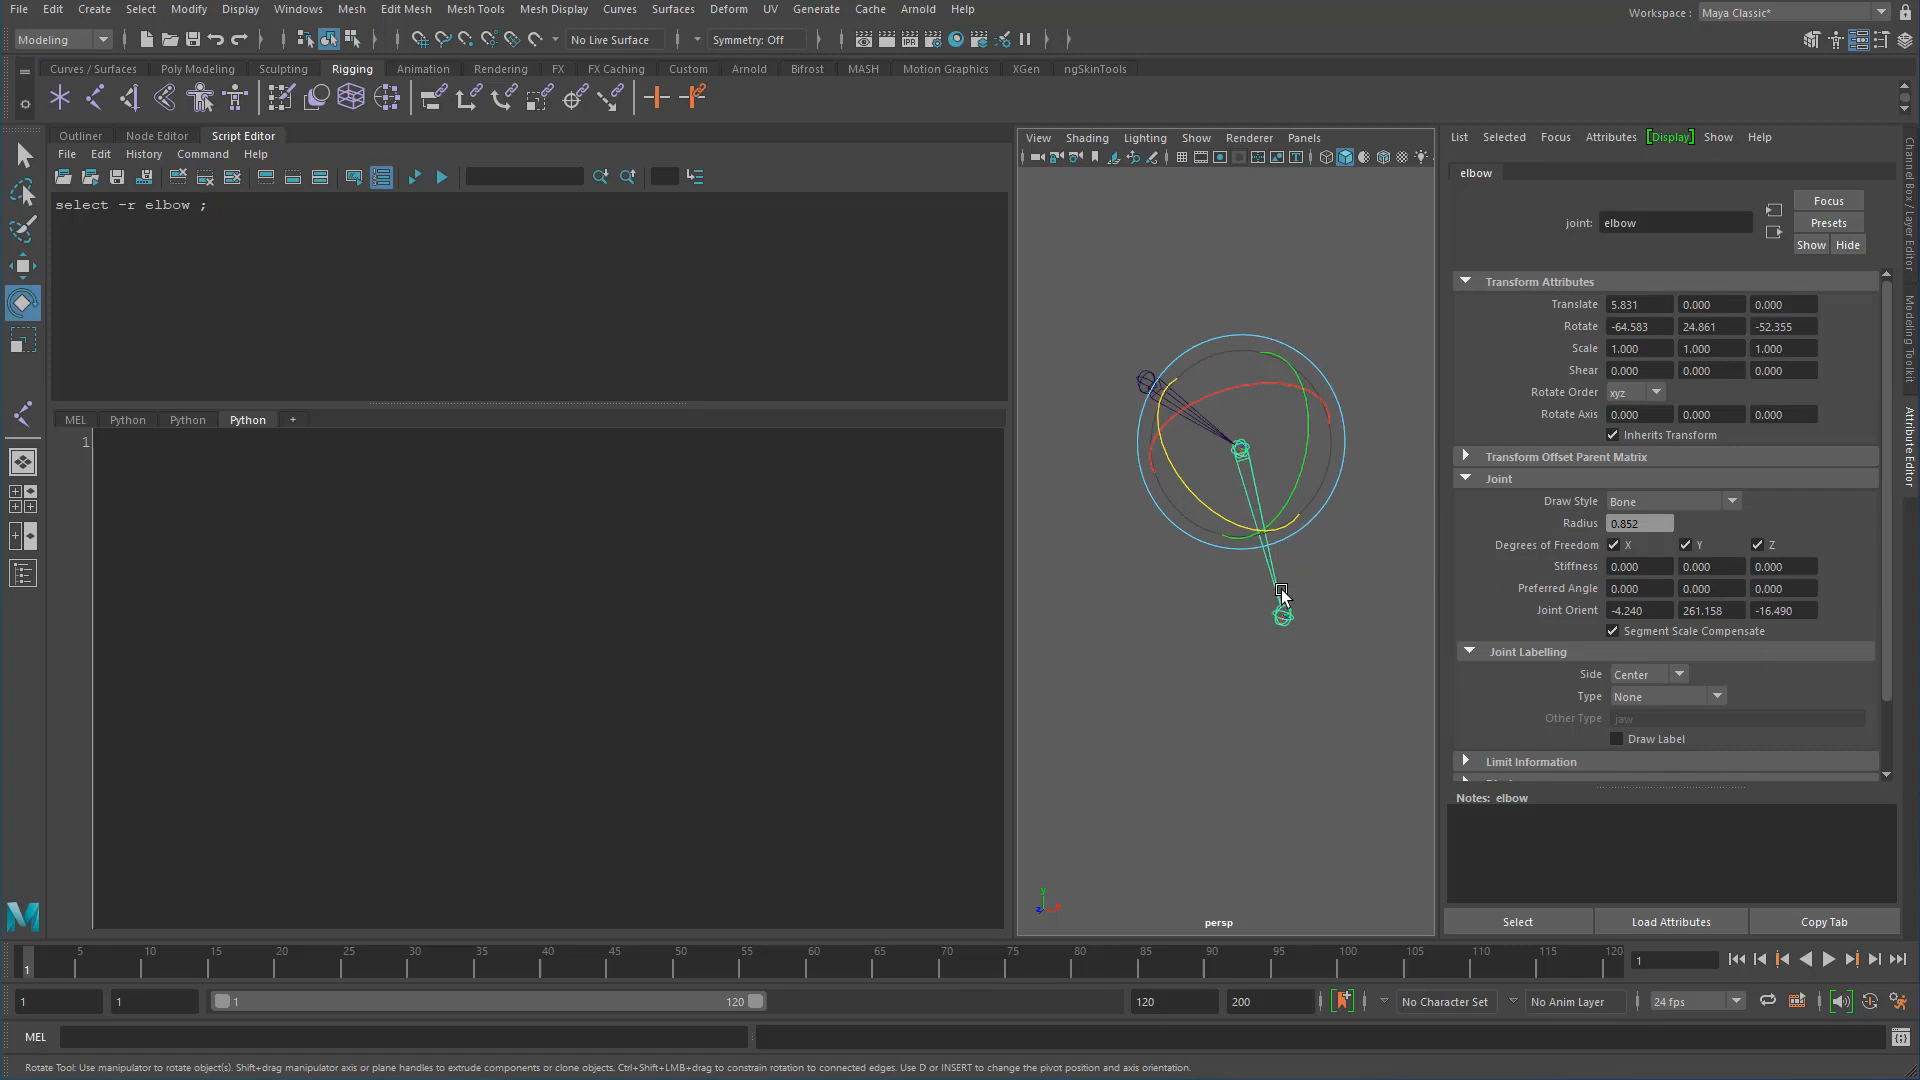 File Edit Create Select Modify Display Windows Mesh Edit Mesh Mesh Tools Mesh Display Curves Surfaces Deform UV Generate Cache Arnold Help
Workspace : Maya Classic*
Modeling
No Live Surface
Symmetry: Off
IPR
Curves / Surfaces Poly Modeling Sculpting Rigging Animation Rendering FX FX Caching Custom Arnold Bifrost MASH Motion Graphics XGen ngSkinTools
Outliner Node Editor Script Editor
File Edit History Command Help
select -r elbow ;
MEL Python Python Python +
1
View Shading Lighting Show Renderer Panels
persp
y
z
List Selected Focus Attributes [Display] Show Help
elbow
joint: elbow
Focus
Presets
Show Hide
Transform Attributes
Translate 5.831 0.000 0.000
Rotate -64.583 24.861 -52.355
Scale 1.000 1.000 1.000
Shear 0.000 0.000 0.000
Rotate Order xyz
Rotate Axis 0.000 0.000 0.000
Inherits Transform
Transform Offset Parent Matrix
Joint
Draw Style Bone
Radius 0.852
Degrees of Freedom X Y Z
Stiffness 0.000 0.000 0.000
Preferred Angle 0.000 0.000 0.000
Joint Orient -4.240 261.158 -16.490
Segment Scale Compensate
Joint Labelling
Side Center
Type None
Other Type jaw
Draw Label
Limit Information
Notes: elbow
Select Load Attributes Copy Tab
Channel Box / Layer Editor
Modeling Toolkit
Attribute Editor
5 10 15 20 25 30 35 40 45 50 55 60 65 70 75 80 85 90 95 100 105 110 115 120
1
1
1 1 1 120 120 200
No Character Set
No Anim Layer
24 fps
MEL
Rotate Tool: Use manipulator to rotate object(s). Shift+drag manipulator axis or plane handles to extrude components or clone objects. Ctrl+Shift+LMB+drag to constrain rotation to connected edges. Use D or INSERT to change the pivot position and axis orientation.